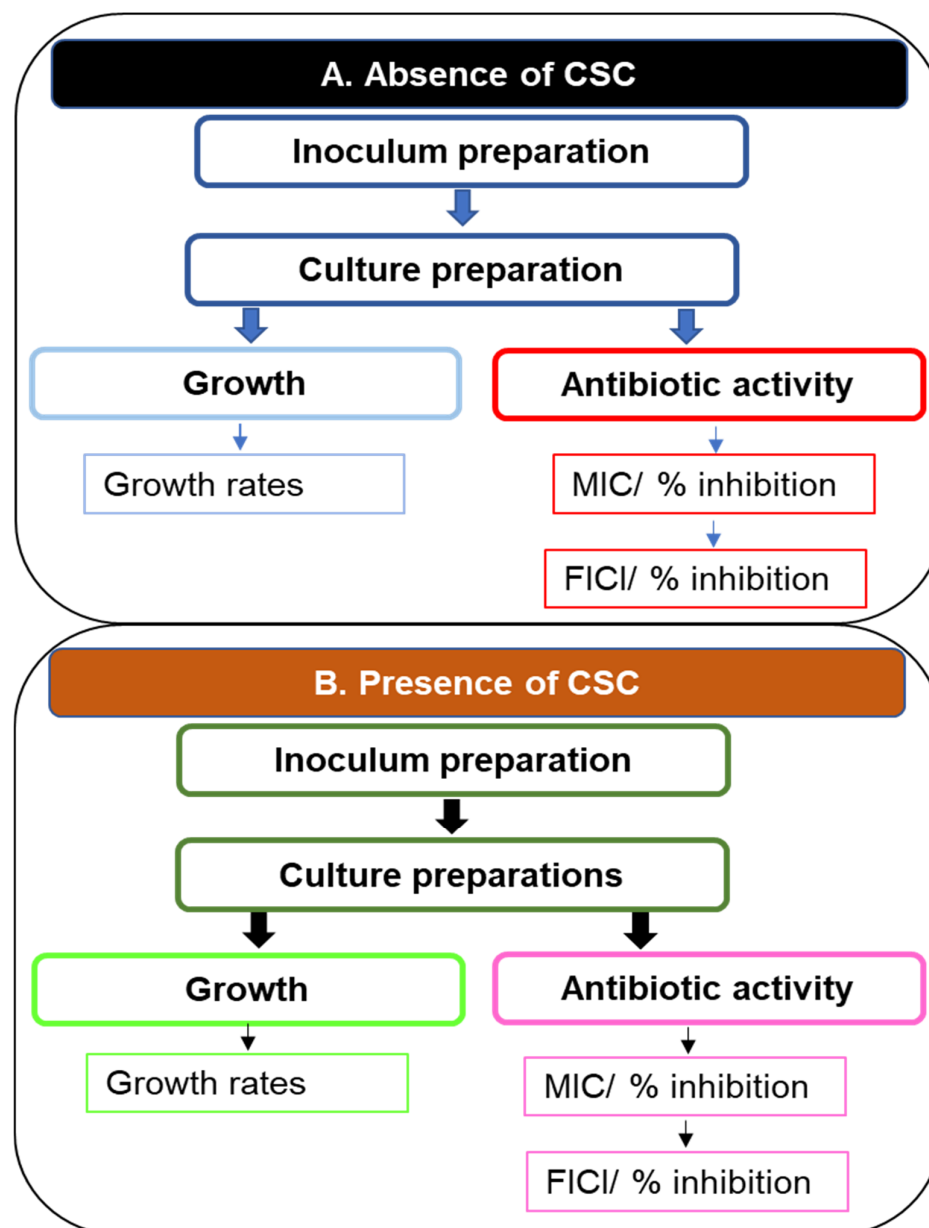 A. Absence of CSC
Inoculum preparation
Culture preparation
Growth
Antibiotic activity
Growth rates
MIC/ % inhibition
FICI/ % inhibition
B. Presence of CSC
Inoculum preparation
Culture preparations
Growth
Antibiotic activity
Growth rates
MIC/ % inhibition
FICI/ % inhibition